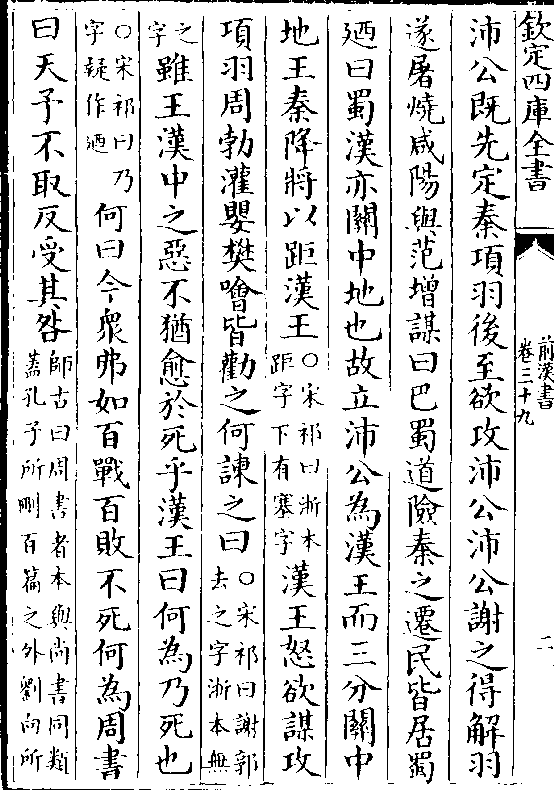 欽定四庫全書
前漢書
卷三十九
二
沛公既先定秦項羽後至欲攻沛公沛公謝之得解羽
遂屠燒咸陽與范增謀曰巴蜀道險秦之遷民皆居蜀
廼曰蜀漢亦關中地也故立沛公為漢王而三分關中
地王秦降將以距漢王○宋祁曰浙本距字下有塞字漢王怒欲謀攻
項羽周勃灌嬰樊噲皆勸之何諫之曰○宋祁曰謝郭去之字浙本無
之字雖王漢中之惡不猶愈於死乎漢王曰何為乃死也
○宋祁曰乃字疑作廼何曰今衆弗如百戰百敗不死何為周書
曰天予不取反受其咎師古曰周書者本與尚書同類蓋孔子所刪百篇之外劉向所